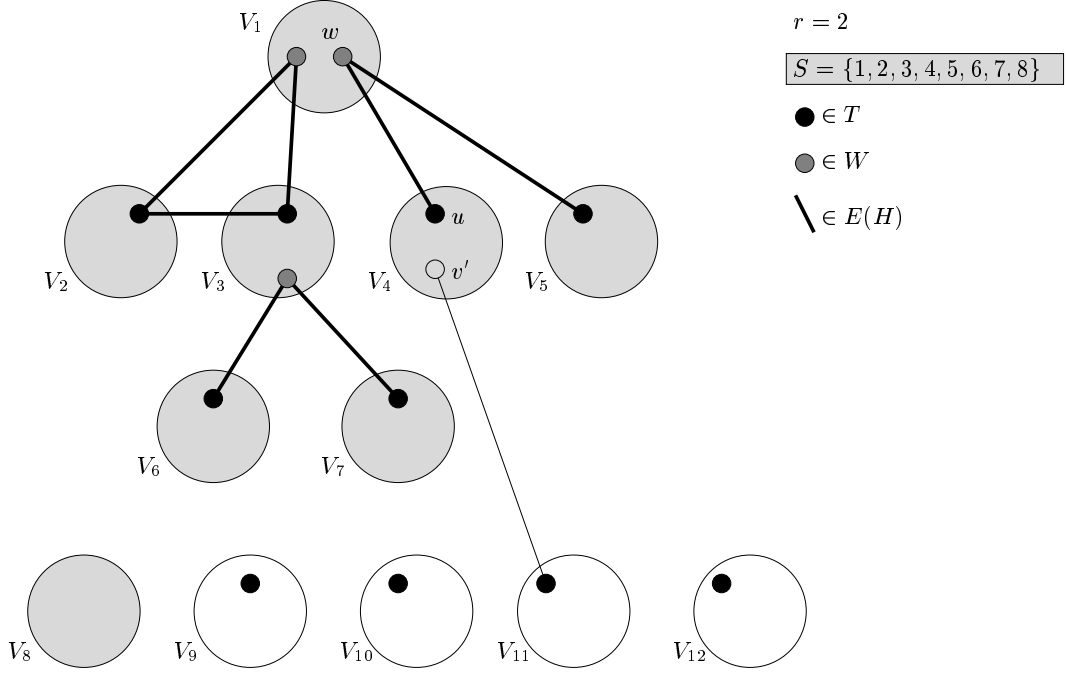 V₁
w
r = 2
S = {1, 2, 3, 4, 5, 6, 7, 8}
∈ T
∈ W
∈ E(H)
u
v′
V₂
V₃
V₄
V₅
V₆
V₇
V₈
V₉
V₁₀
V₁₁
V₁₂